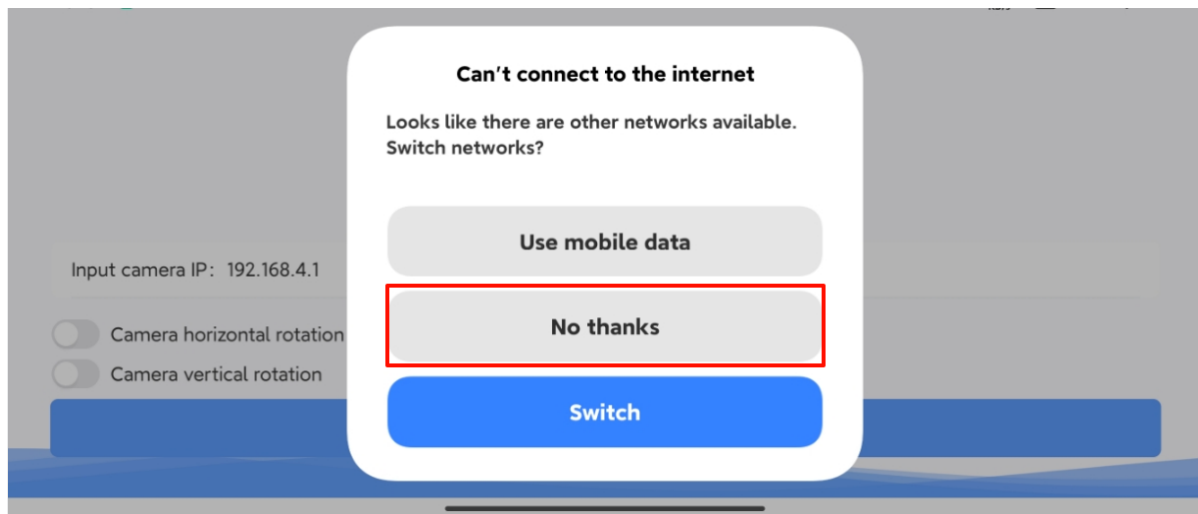 Can't connect to the internet
Looks like there are other networks available.
Switch networks?
Use mobile data
Input camera IP: 192.168.4.1
No thanks
Camera horizontal rotation
Camera vertical rotation
Switch